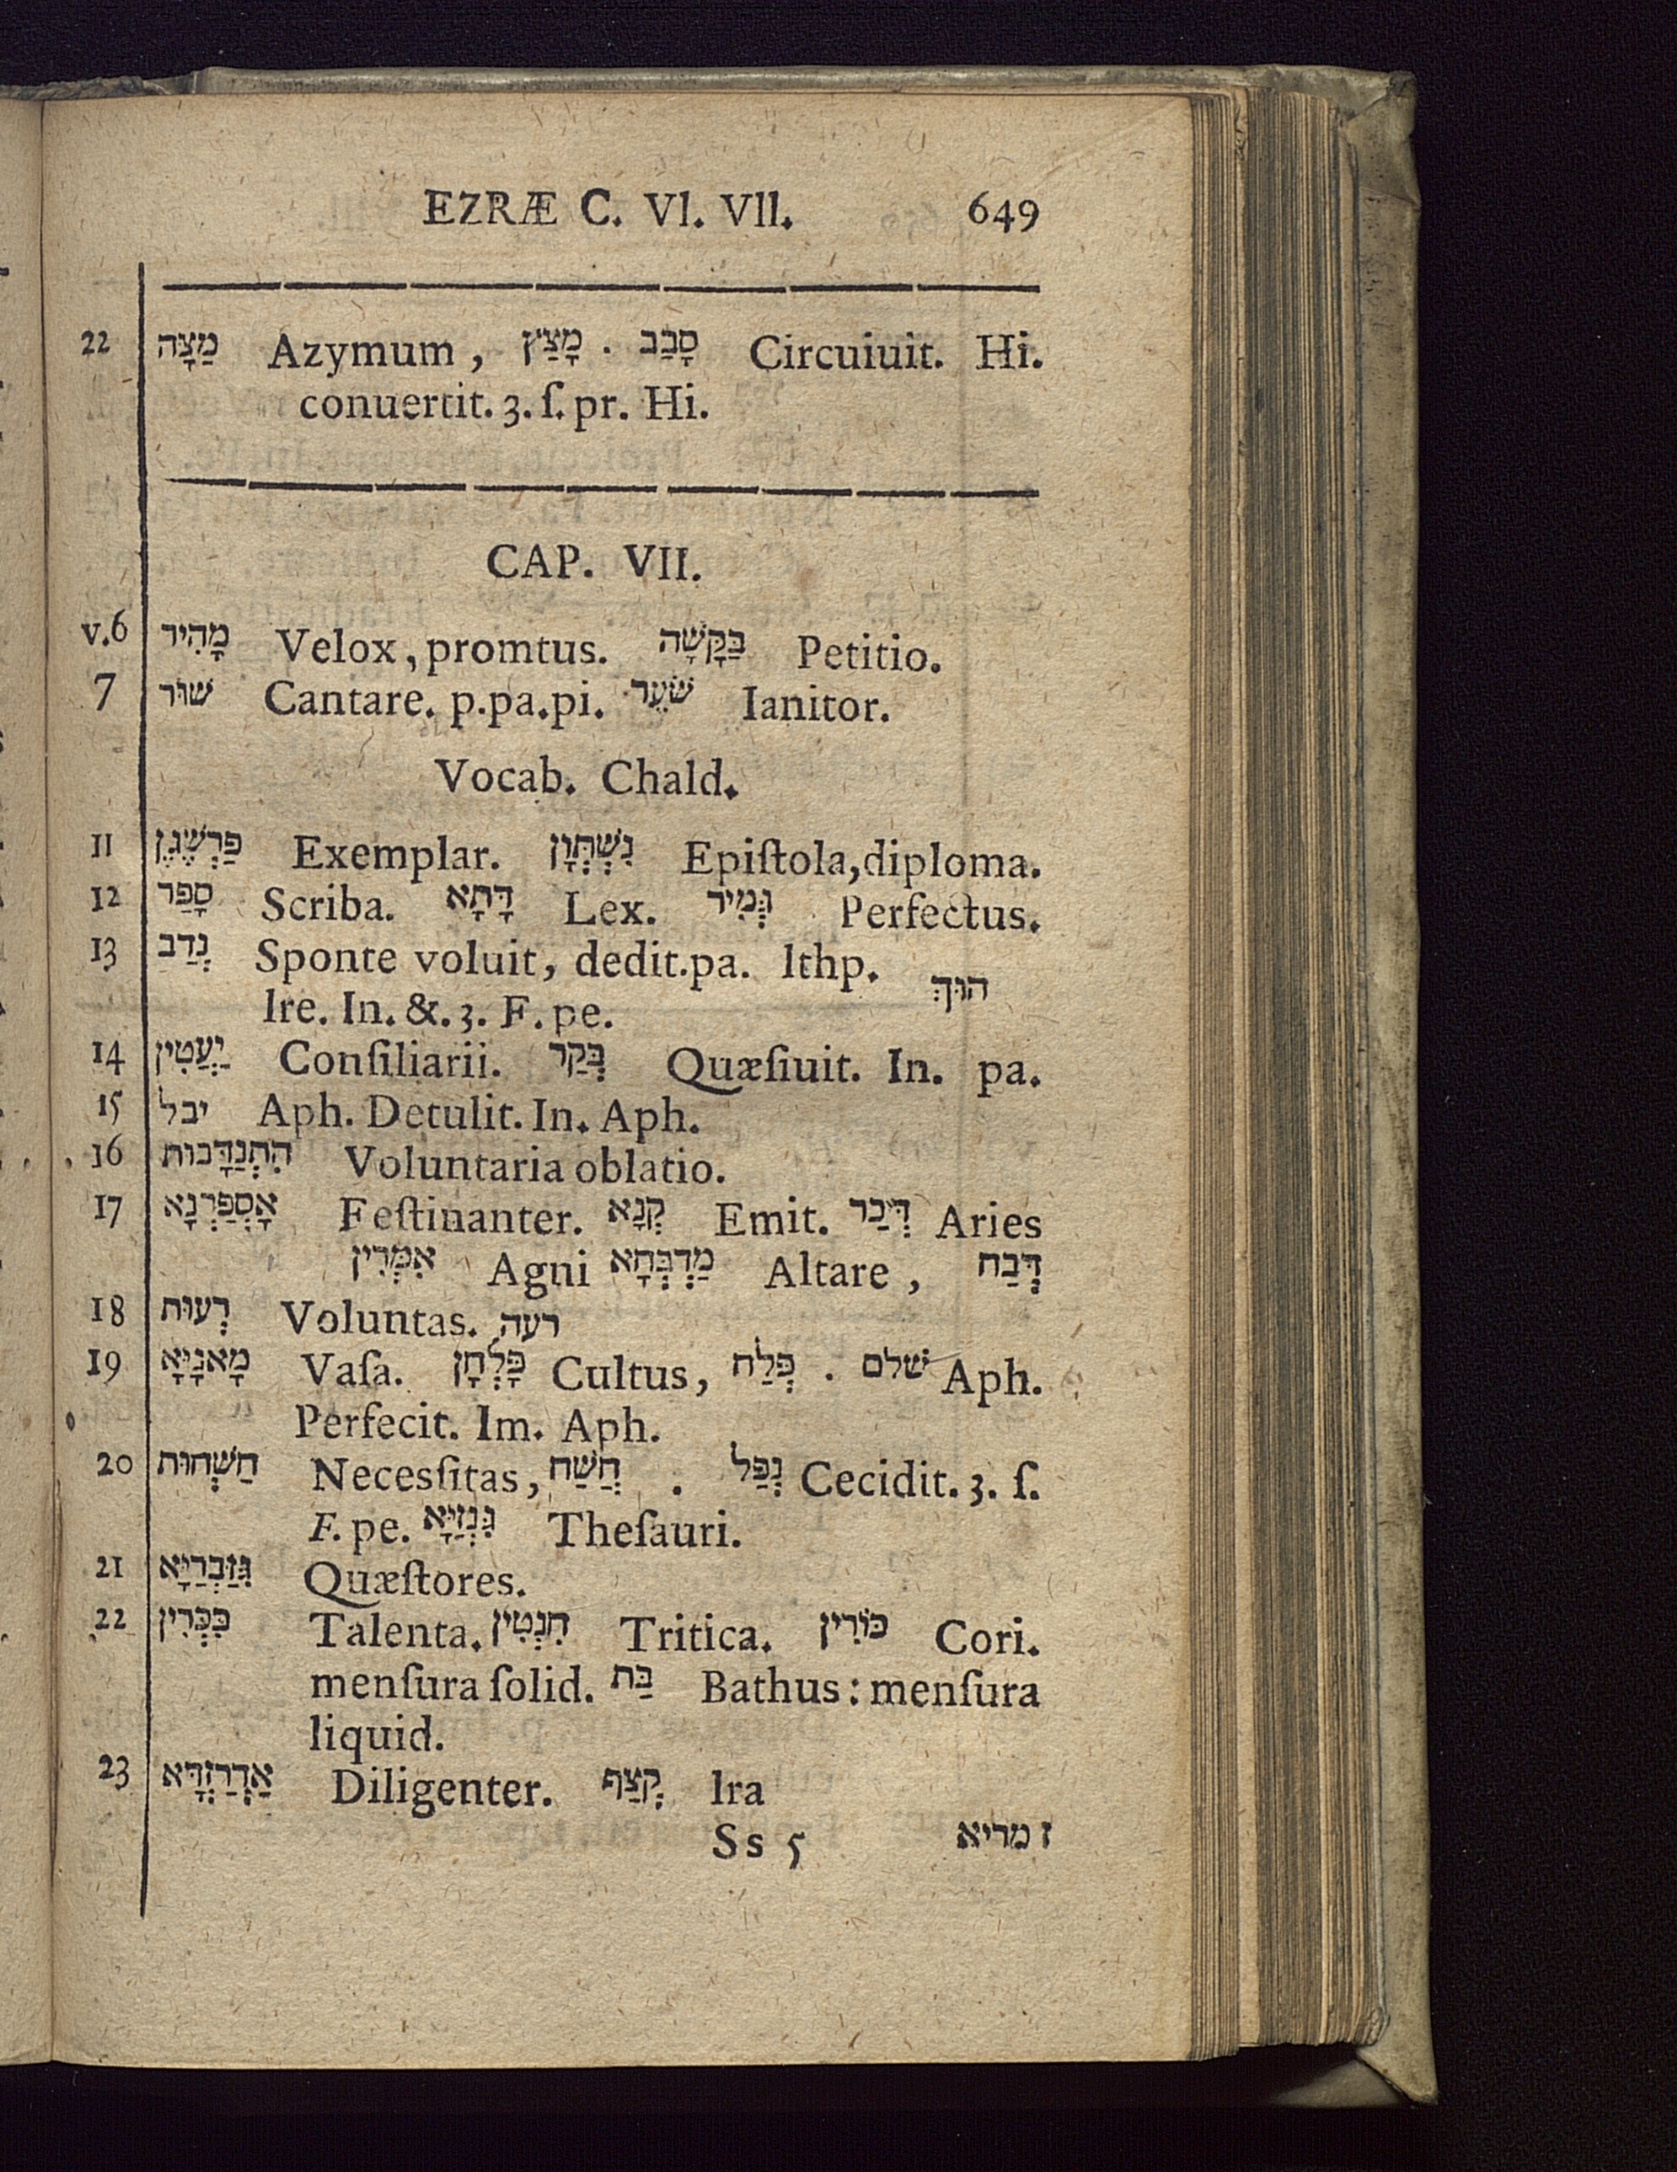 EZRÆ C. VI. VII. 649
22 מַצָּה Azymum, מָצַץ . סָבַב Circuiuit. Hi.
conuertit. 3. ſ. pr. Hi.
CAP. VII.
v.6 מָהִיר Velox, promtus. בַּקָּשָׁה Petitio.
7 שׁוּר Cantare. p.pa.pi. שֹׁעֵר Ianitor.
Vocab. Chald.
11 פַּרְשֶׁגֶן Exemplar. נִשְׁתְּוָן Epiſtola, diploma.
12 סָפַר Scriba. דָּתָא Lex. גְּמִיר Perfectus.
13 נְדַב Sponte voluit, dedit.pa. Ithp. הוּךְ
Ire. In. &. 3. F. pe.
14 יָעֲטִין Conſiliarii. בְּקַר Quæſiuit. In. pa.
15 יבל Aph. Detulit. In. Aph.
16 הִתְנַדָּבוּת Voluntaria oblatio.
17 אָסְפַּרְנָא Feſtinanter. קְנָא Emit. דְּכַר Aries
אִמְּרִין Agni מַדְבְּחָא Altare, דְּבַח
18 רְעוּת Voluntas. רעה
19 מָאנַיָּא Vaſa. פָּלְחָן Cultus, פְּלַח . שׁלם Aph.
Perfecit. Im. Aph.
20 חַשְׁחוּת Necesſitas, חֲשַׁח . נְפַל Cecidit. 3. ſ.
F. pe. גִּנְזַיָּא Theſauri.
21 גִּזַּבְרַיָּא Quæſtores.
22 כַּכְּרִין Talenta. חִנְטִין Tritica. כּוֹרִין Cori.
menſura ſolid. בַּת Bathus: menſura
liquid.
23 אַדְרַזְדָּא Diligenter. קְצַף Ira
Ss 5 זמריא